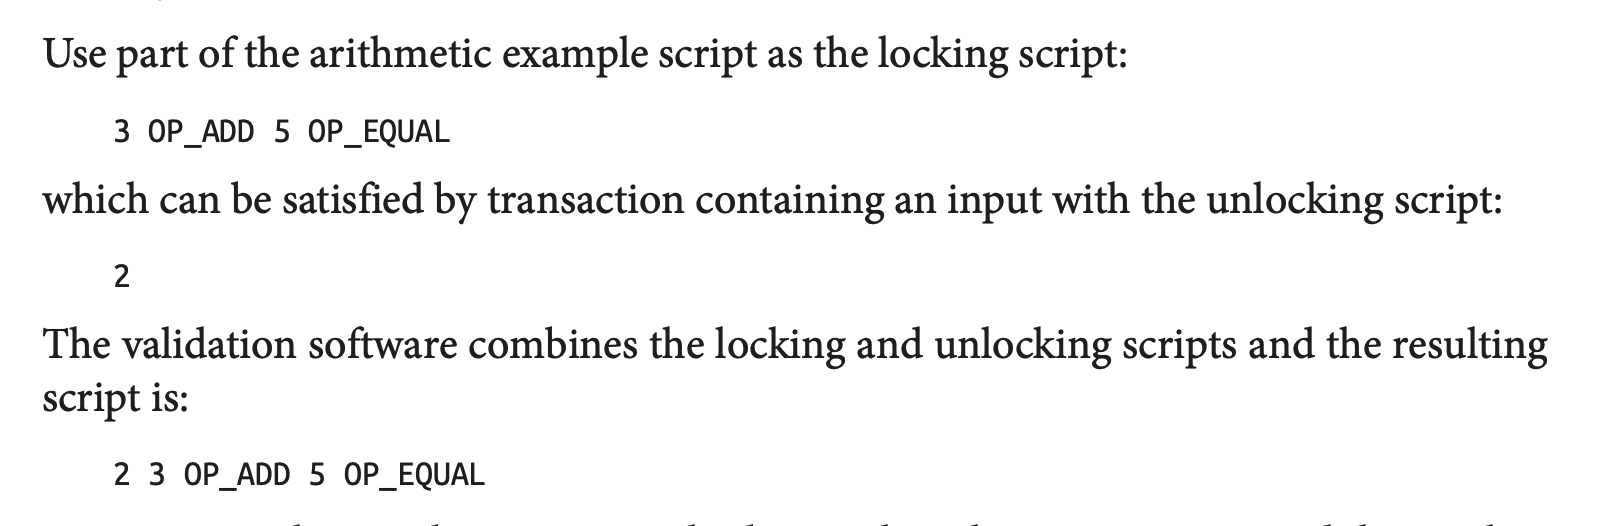 Use part of the arithmetic example script as the locking script:
3 OP_ADD 5 OP_EQUAL
which can be satisfied by transaction containing an input with the unlocking script:
2
The validation software combines the locking and unlocking scripts and the resulting
script is:
2 3 OP_ADD 5 OP_EQUAL